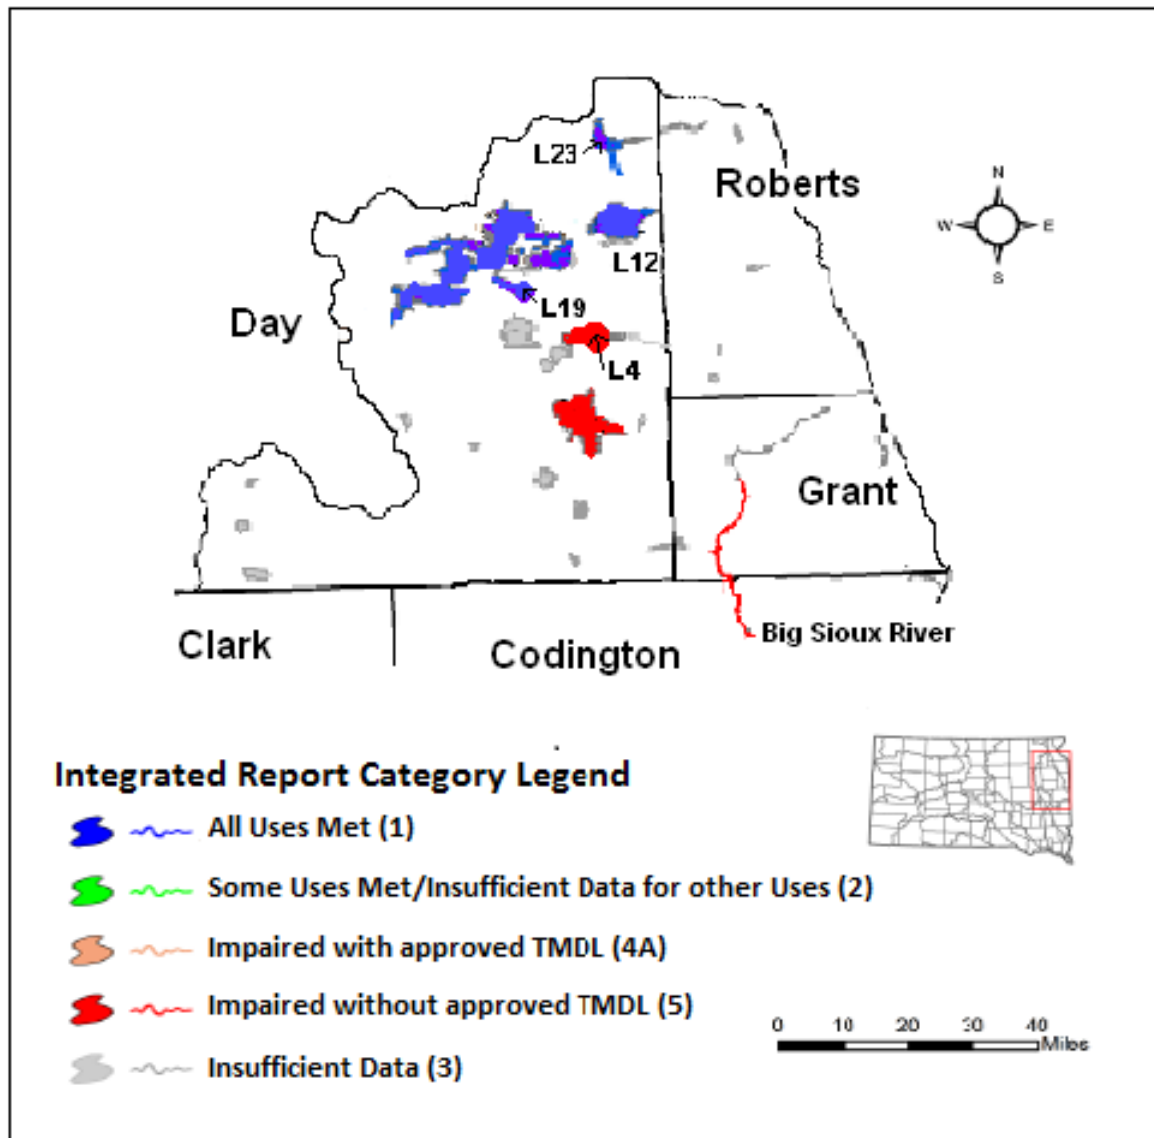 L23
Roberts
N
W E
S
L12
L19
Day
L4
Grant
Big Sioux River
Clark
Codington
Integrated Report Category Legend
All Uses Met (1)
Some Uses Met/Insufficient Data for other Uses (2)
Impaired with approved TMDL (4A)
Impaired without approved TMDL (5)
0 10 20 30 40
Miles
Insufficient Data (3)